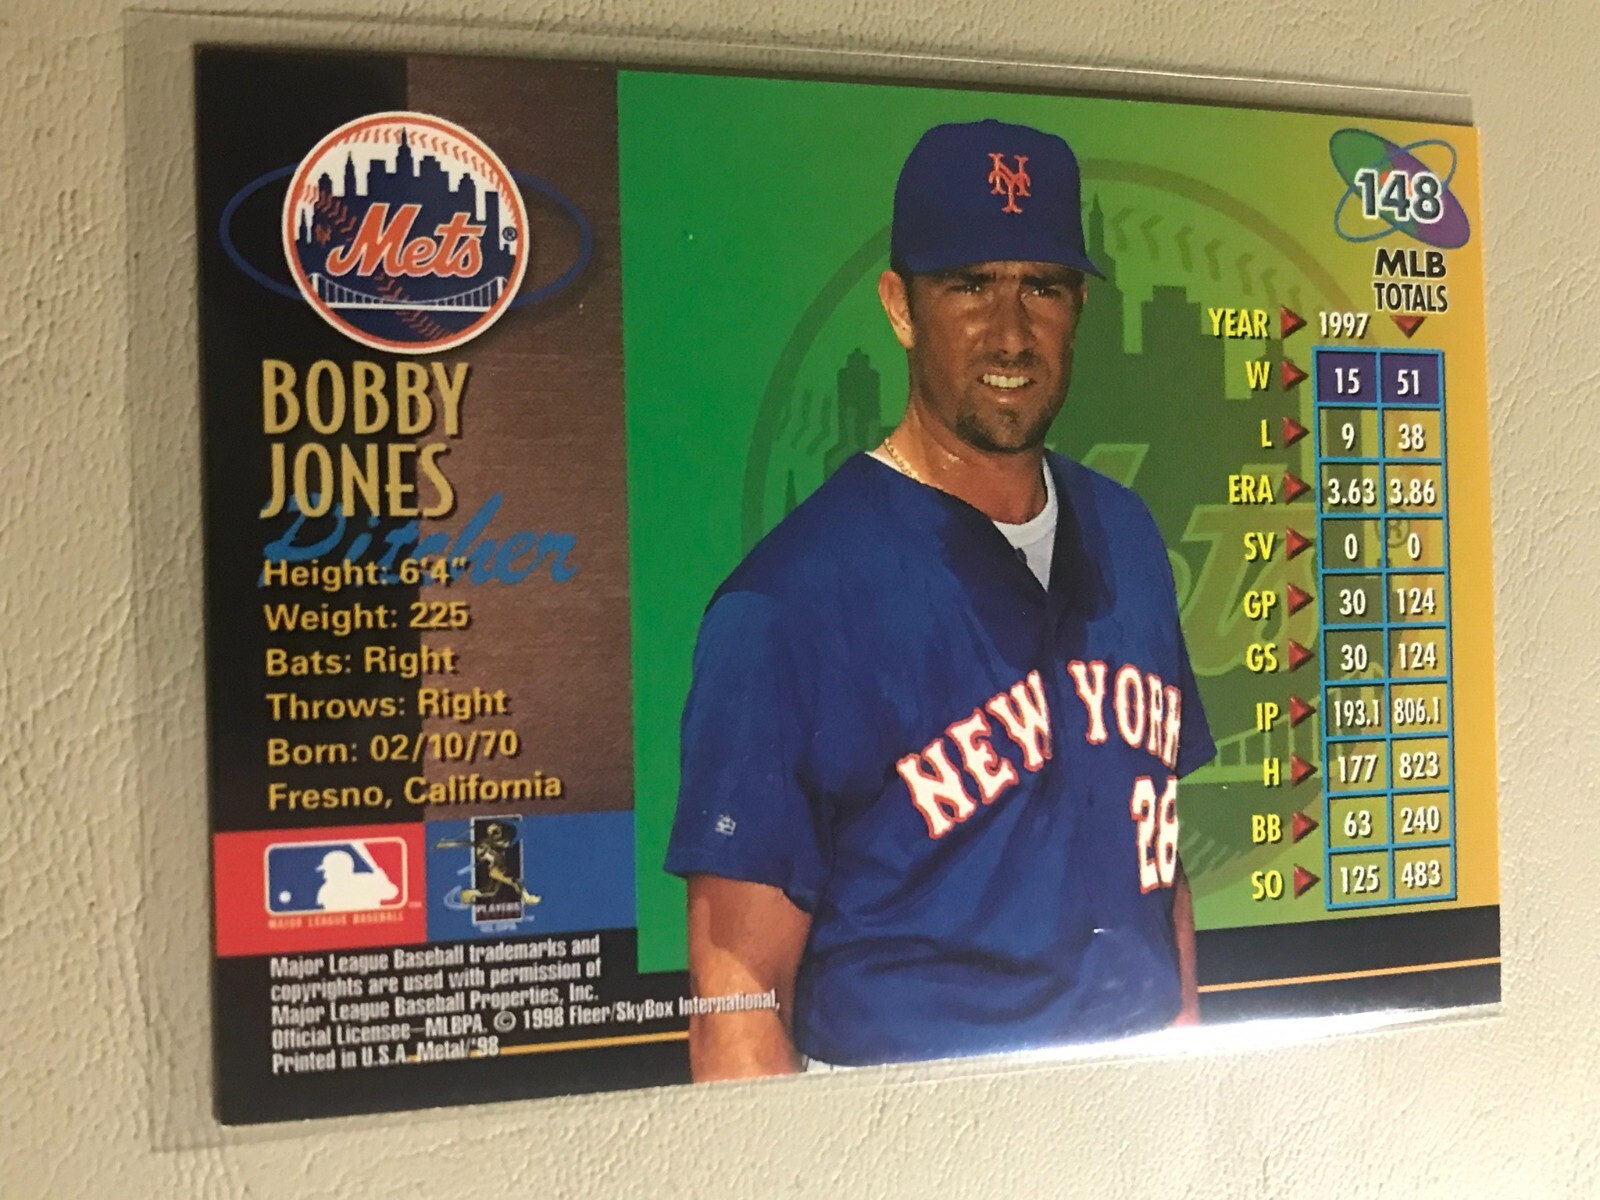 Mets ®
BOBBY
JONES
Pitcher
Height: 6'4"
Weight: 225
Bats: Right
Throws: Right
Born: 02/10/70
Fresno, California
MAJOR LEAGUE BASEBALL
PLAYERS
Major League Baseball trademarks and
copyrights are used with permission of
Major League Baseball Properties, Inc.
Official Licensee—MLBPA. © 1998 Fleer/SkyBox International,
Printed in U.S.A. Metal/'98
NY
NEW YORK
28
148
MLB
TOTALS
YEAR 1997
W 15 51
L 9 38
ERA 3.63 3.86
SV 0 0
GP 30 124
GS 30 124
IP 193.1 806.1
H 177 823
BB 63 240
SO 125 483